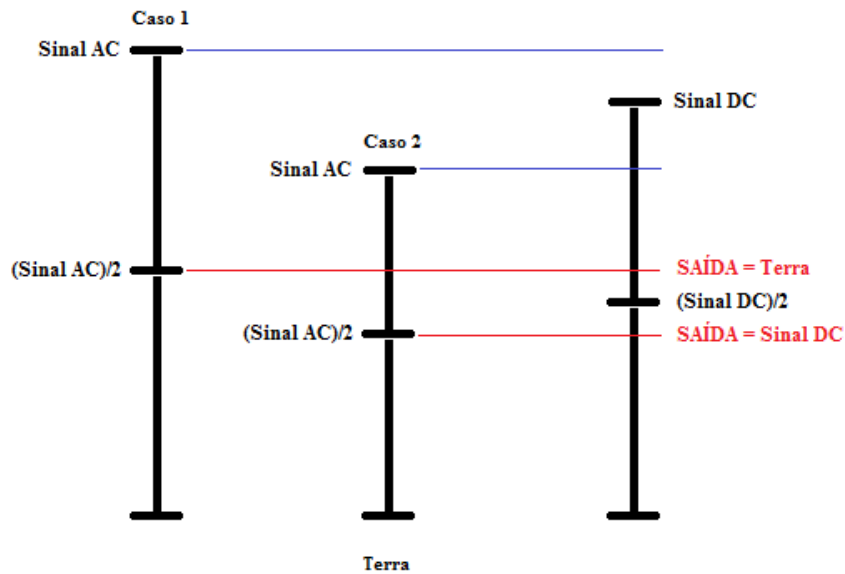 Caso 1
Sinal AC
Sinal DC
Caso 2
Sinal AC
(Sinal AC)/2
SAÍDA = Terra
(Sinal DC)/2
(Sinal AC)/2
SAÍDA = Sinal DC
Terra